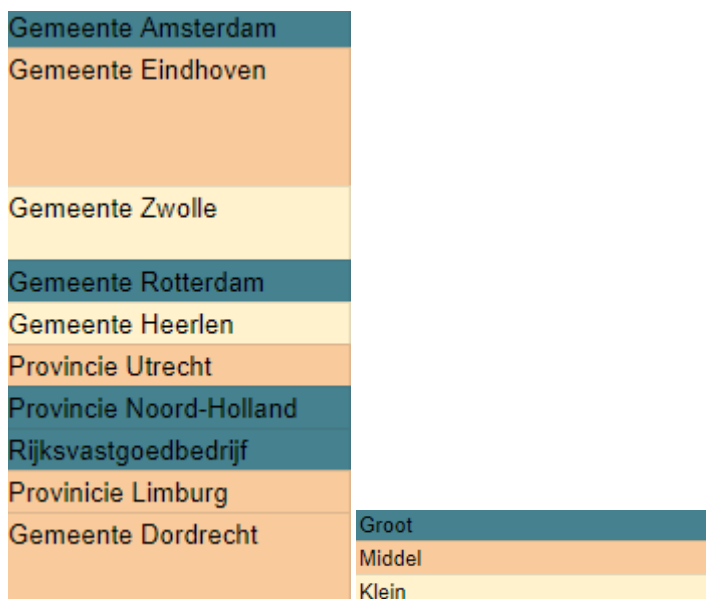 Gemeente Amsterdam
Gemeente Eindhoven
Gemeente Zwolle
Gemeente Rotterdam
Gemeente Heerlen
Provincie Utrecht
Provincie Noord-Holland
Rijksvastgoedbedrijf
Provinicie Limburg
Gemeente Dordrecht
Groot
Middel
Klein